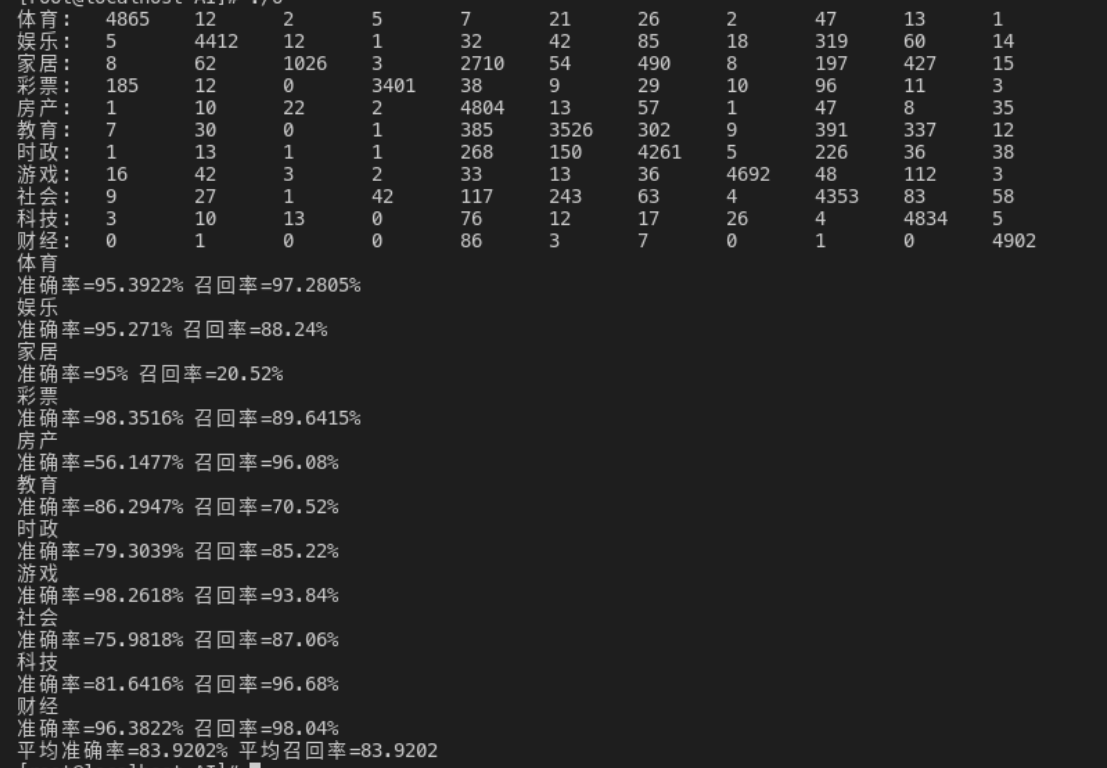 体育: 4865 12 2 5 7 21 26 2 47 13 1
娱乐: 5 4412 12 1 32 42 85 18 319 60 14
家居: 8 62 1026 3 2710 54 490 8 197 427 15
彩票: 185 12 0 3401 38 9 29 10 96 11 3
房产: 1 10 22 2 4804 13 57 1 47 8 35
教育: 7 30 0 1 385 3526 302 9 391 337 12
时政: 1 13 1 1 268 150 4261 5 226 36 38
游戏: 16 42 3 2 33 13 36 4692 48 112 3
社会: 9 27 1 42 117 243 63 4 4353 83 58
科技: 3 10 13 0 76 12 17 26 4 4834 5
财经: 0 1 0 0 86 3 7 0 1 0 4902
体育
准确率=95.3922% 召回率=97.2805%
娱乐
准确率=95.271% 召回率=88.24%
家居
准确率=95% 召回率=20.52%
彩票
准确率=98.3516% 召回率=89.6415%
房产
准确率=56.1477% 召回率=96.08%
教育
准确率=86.2947% 召回率=70.52%
时政
准确率=79.3039% 召回率=85.22%
游戏
准确率=98.2618% 召回率=93.84%
社会
准确率=75.9818% 召回率=87.06%
科技
准确率=81.6416% 召回率=96.68%
财经
准确率=96.3822% 召回率=98.04%
平均准确率=83.9202% 平均召回率=83.9202